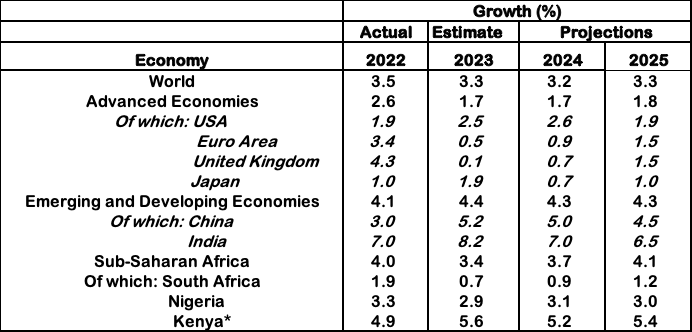 Growth (%)
Actual Estimate Projections
Economy 2022 2023 2024 2025
World 3.5 3.3 3.2 3.3
Advanced Economies 2.6 1.7 1.7 1.8
Of which: USA 1.9 2.5 2.6 1.9
Euro Area 3.4 0.5 0.9 1.5
United Kingdom 4.3 0.1 0.7 1.5
Japan 1.0 1.9 0.7 1.0
Emerging and Developing Economies 4.1 4.4 4.3 4.3
Of which: China 3.0 5.2 5.0 4.5
India 7.0 8.2 7.0 6.5
Sub-Saharan Africa 4.0 3.4 3.7 4.1
Of which: South Africa 1.9 0.7 0.9 1.2
Nigeria 3.3 2.9 3.1 3.0
Kenya* 4.9 5.6 5.2 5.4